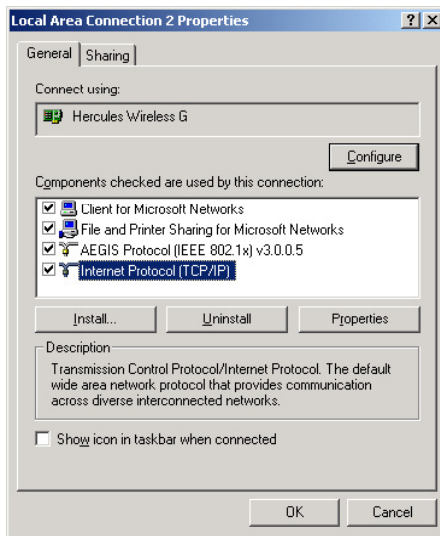 Local Area Connection 2 Properties
General
Sharing
Connect using:
Hercules Wireless G
Configure
Components checked are used by this connection:
Client for Microsoft Networks
File and Printer Sharing for Microsoft Networks
AEGIS Protocol (IEEE 802.1x) v3.0.0.5
Internet Protocol (TCP/IP)
Install...
Uninstall
Properties
Description
Transmission Control Protocol/Internet Protocol. The default
wide area network protocol that provides communication
across diverse interconnected networks.
Show icon in taskbar when connected
OK
Cancel